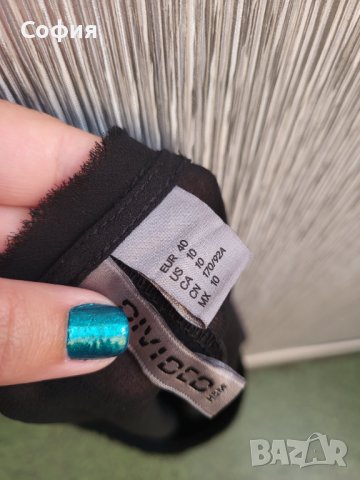 София
EUR 40
US 10
CA 10
CN 170/92A
MX 10
DIVIDED
H&M
BAZAR